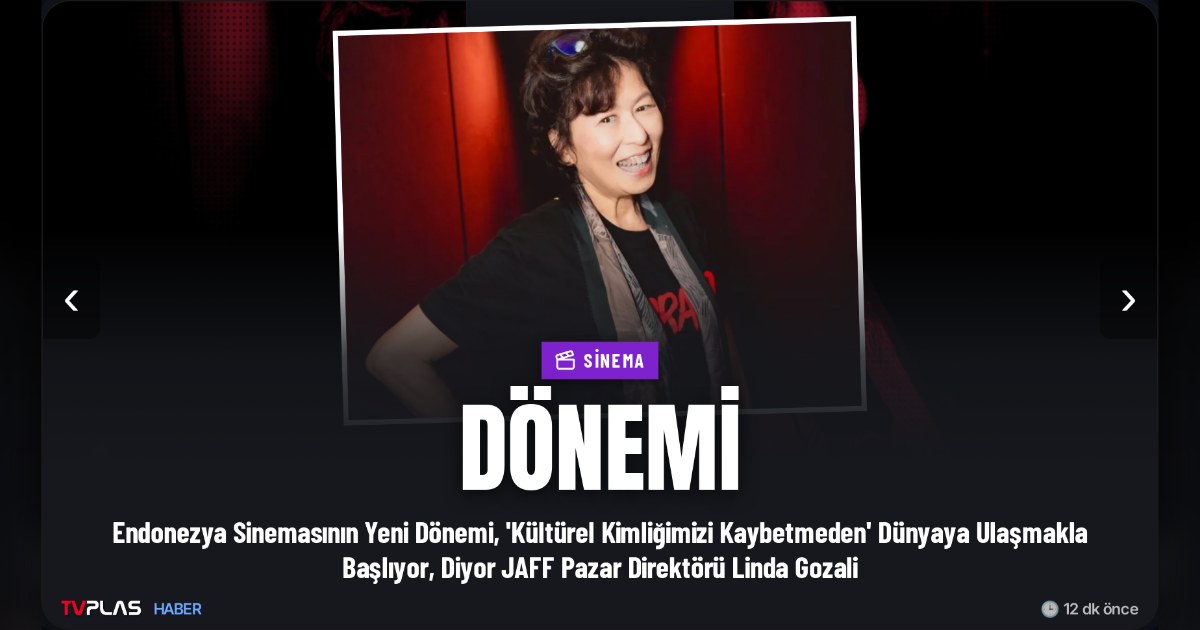 RA
‹
›
SİNEMA
DÖNEMİ
Endonezya Sinemasının Yeni Dönemi, 'Kültürel Kimliğimizi Kaybetmeden' Dünyaya Ulaşmakla
Başlıyor, Diyor JAFF Pazar Direktörü Linda Gozali
TVPLAS HABER
12 dk önce